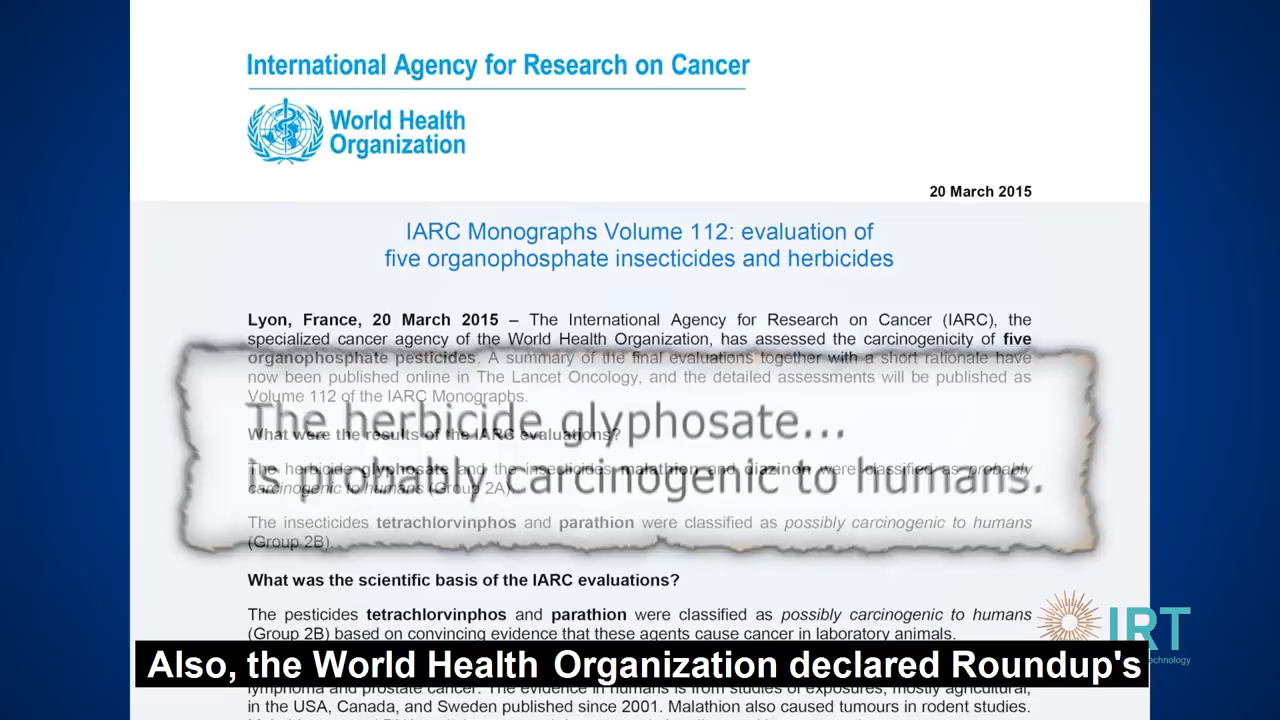 International Agency for Research on Cancer
World Health
Organization
20 March 2015
IARC Monographs Volume 112: evaluation of
five organophosphate insecticides and herbicides
Lyon, France, 20 March 2015 – The International Agency for Research on Cancer (IARC), the
specialized cancer agency of the World Health Organization, has assessed the carcinogenicity of five
organophosphate pesticides. A summary of the final evaluations together with a short rationale have
now been published online in The Lancet Oncology, and the detailed assessments will be published as
Volume 112 of the IARC Monographs.
The herbicide glyphosate...
is probably carcinogenic to humans.
What were the results of the IARC evaluations?
The herbicide glyphosate and the insecticides malathion and diazinon were classified as probably
carcinogenic to humans (Group 2A).
The insecticides tetrachlorvinphos and parathion were classified as possibly carcinogenic to humans
(Group 2B).
What was the scientific basis of the IARC evaluations?
The pesticides tetrachlorvinphos and parathion were classified as possibly carcinogenic to humans
(Group 2B) based on convincing evidence that these agents cause cancer in laboratory animals.
IRT
technology
Also, the World Health Organization declared Roundup's
lymphoma and prostate cancer. The evidence in humans is from studies of exposures, mostly agricultural,
in the USA, Canada, and Sweden published since 2001. Malathion also caused tumours in rodent studies.